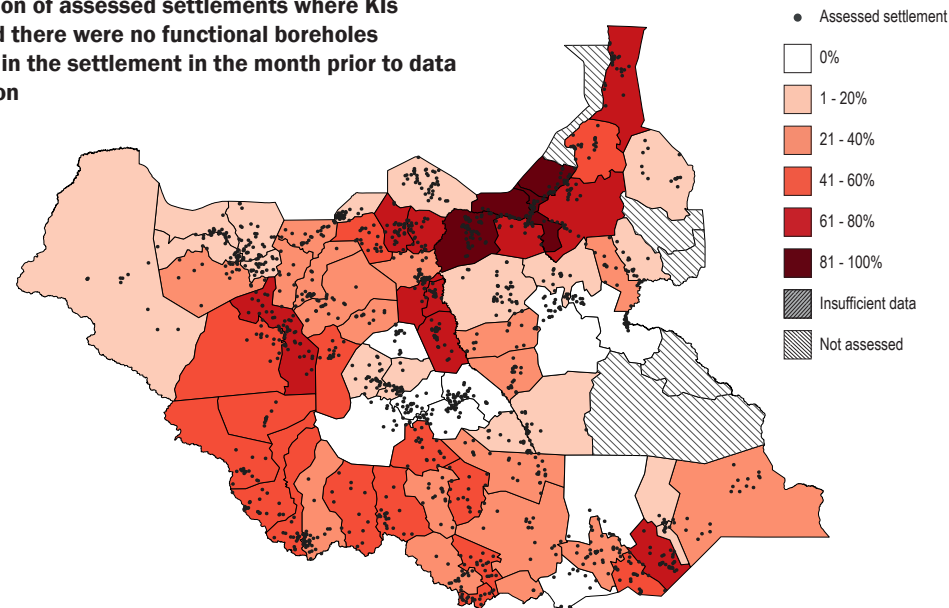 ion of assessed settlements where KIs
d there were no functional boreholes
in the settlement in the month prior to data
on
Assessed settlement
0%
1 - 20%
21 - 40%
41 - 60%
61 - 80%
81 - 100%
Insufficient data
Not assessed